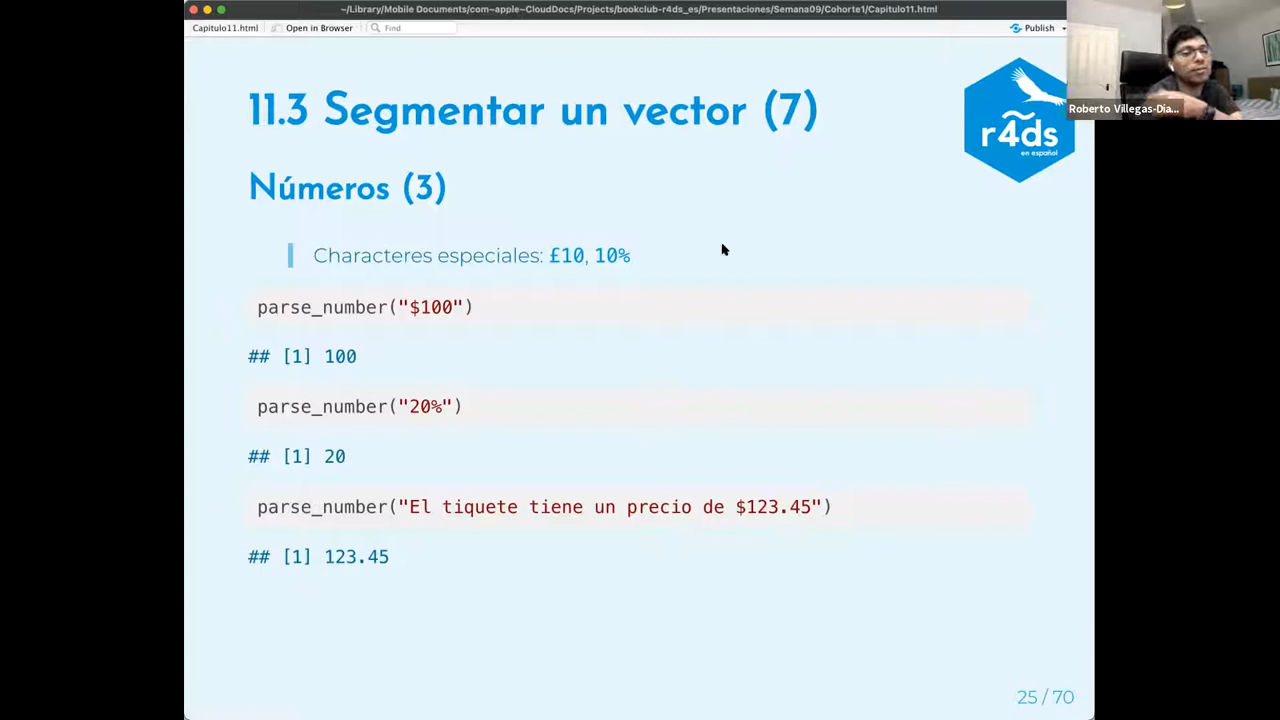 ~/Library/Mobile Documents/com~apple~CloudDocs/Projects/bookclub-r4ds_es/Presentaciones/Semana09/Cohorte1/Capitulo11.html
Capitulo11.html
Open in Browser
Find
Publish
Roberto Villegas-Dia...
11.3 Segmentar un vector (7)
r4ds
en español
Números (3)
Characteres especiales: £10, 10%
parse_number("$100")
## [1] 100
parse_number("20%")
## [1] 20
parse_number("El tiquete tiene un precio de $123.45")
## [1] 123.45
25 / 70